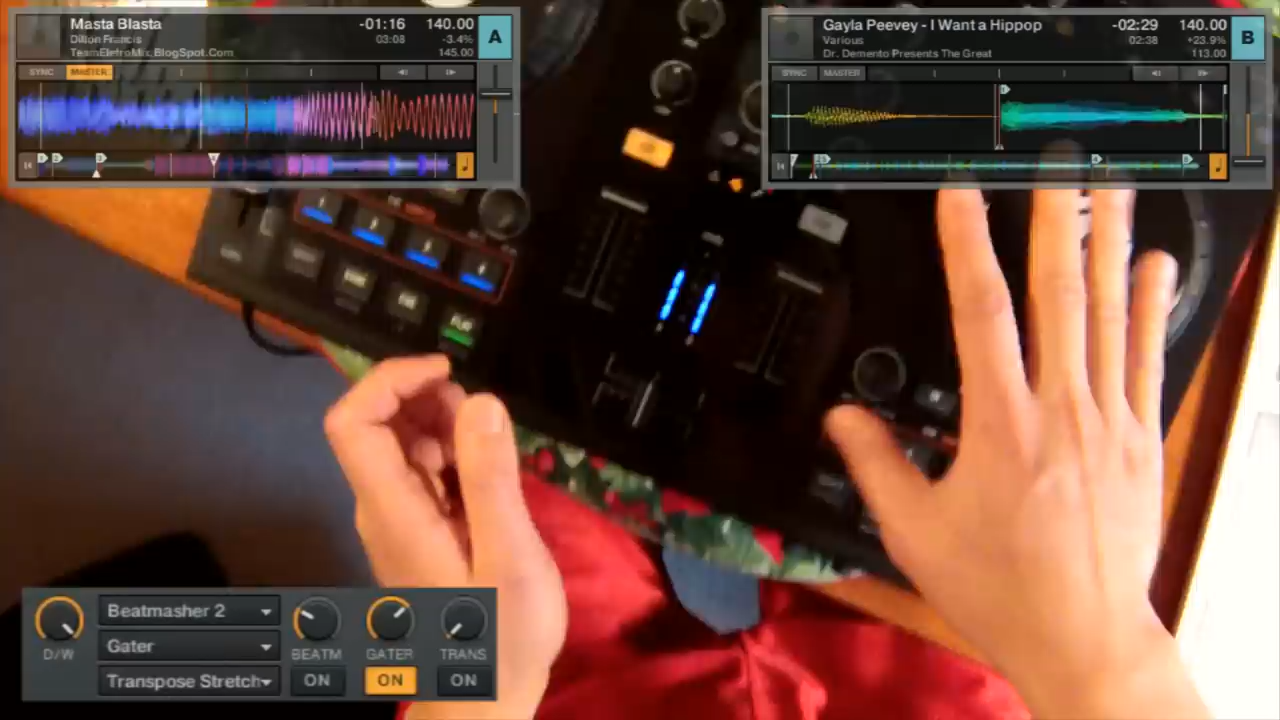 Masta Blasta -01:16 140.00 A
Dillon Francis 03:08 -3.4%
TeamEletroMix.BlogSpot.Com 145.00
SYNC MASTER
Gayla Peevey - I Want a Hippop -02:29 140.00 B
Various 02:38 +23.9%
Dr. Demento Presents The Great 113.00
SYNC MASTER
Beatmasher 2
Gater
Transpose Stretch
D/W BEATM GATER TRANS
ON ON ON